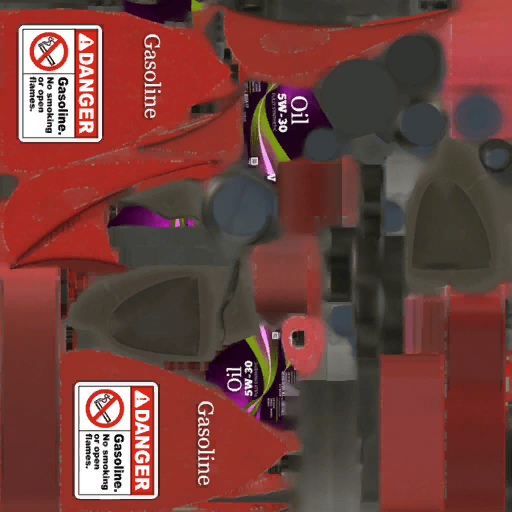 Gasoline
DANGER
Gasoline.
No smoking
or open
flames.
Oil
5W-30
Oil
5W-30
DANGER
Gasoline.
No smoking
or open
flames.
Gasoline